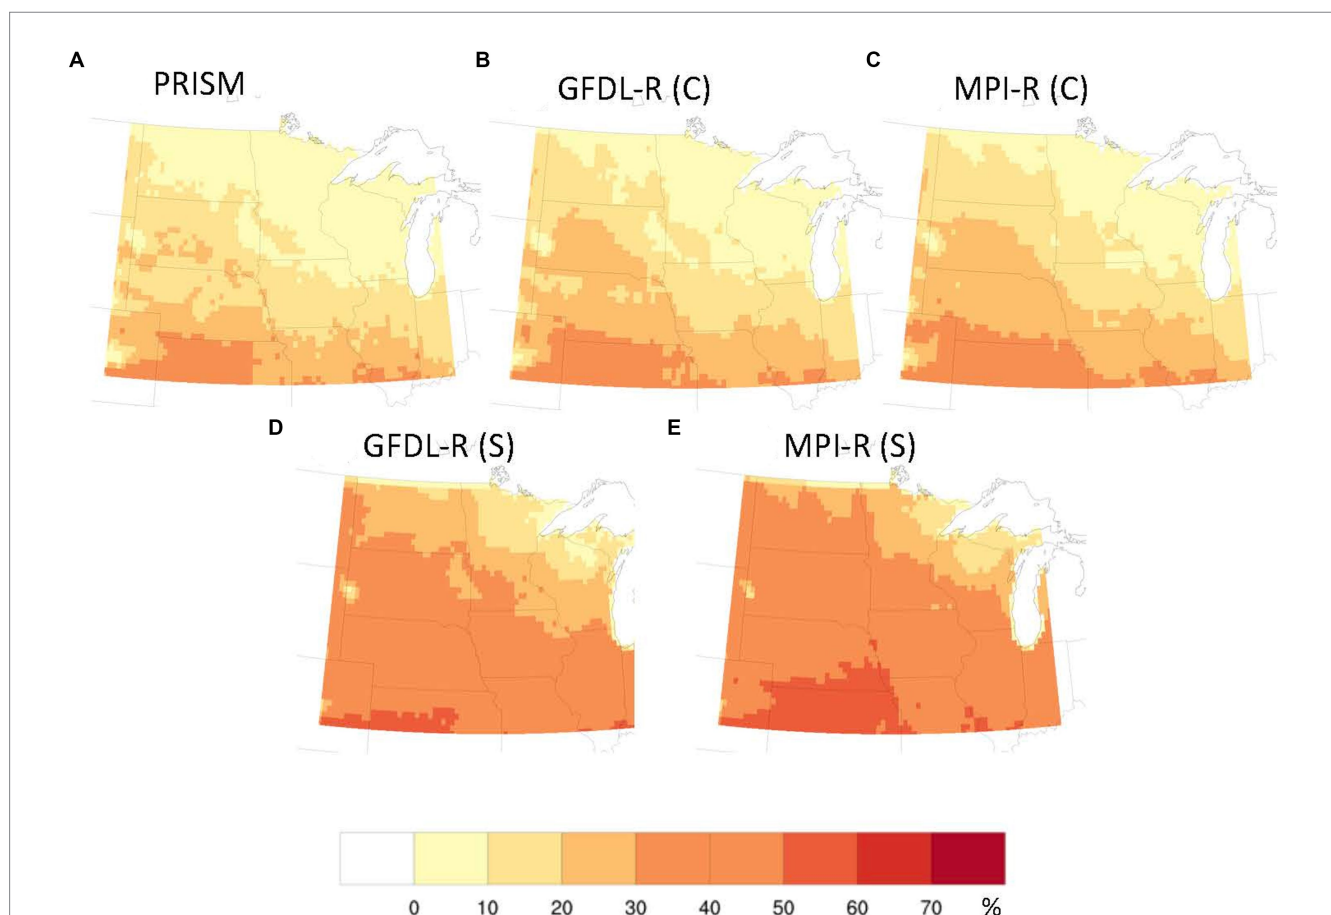 A
PRISM
B
GFDL-R (C)
C
MPI-R (C)
D
GFDL-R (S)
E
MPI-R (S)
0 10 20 30 40 50 60 70 %